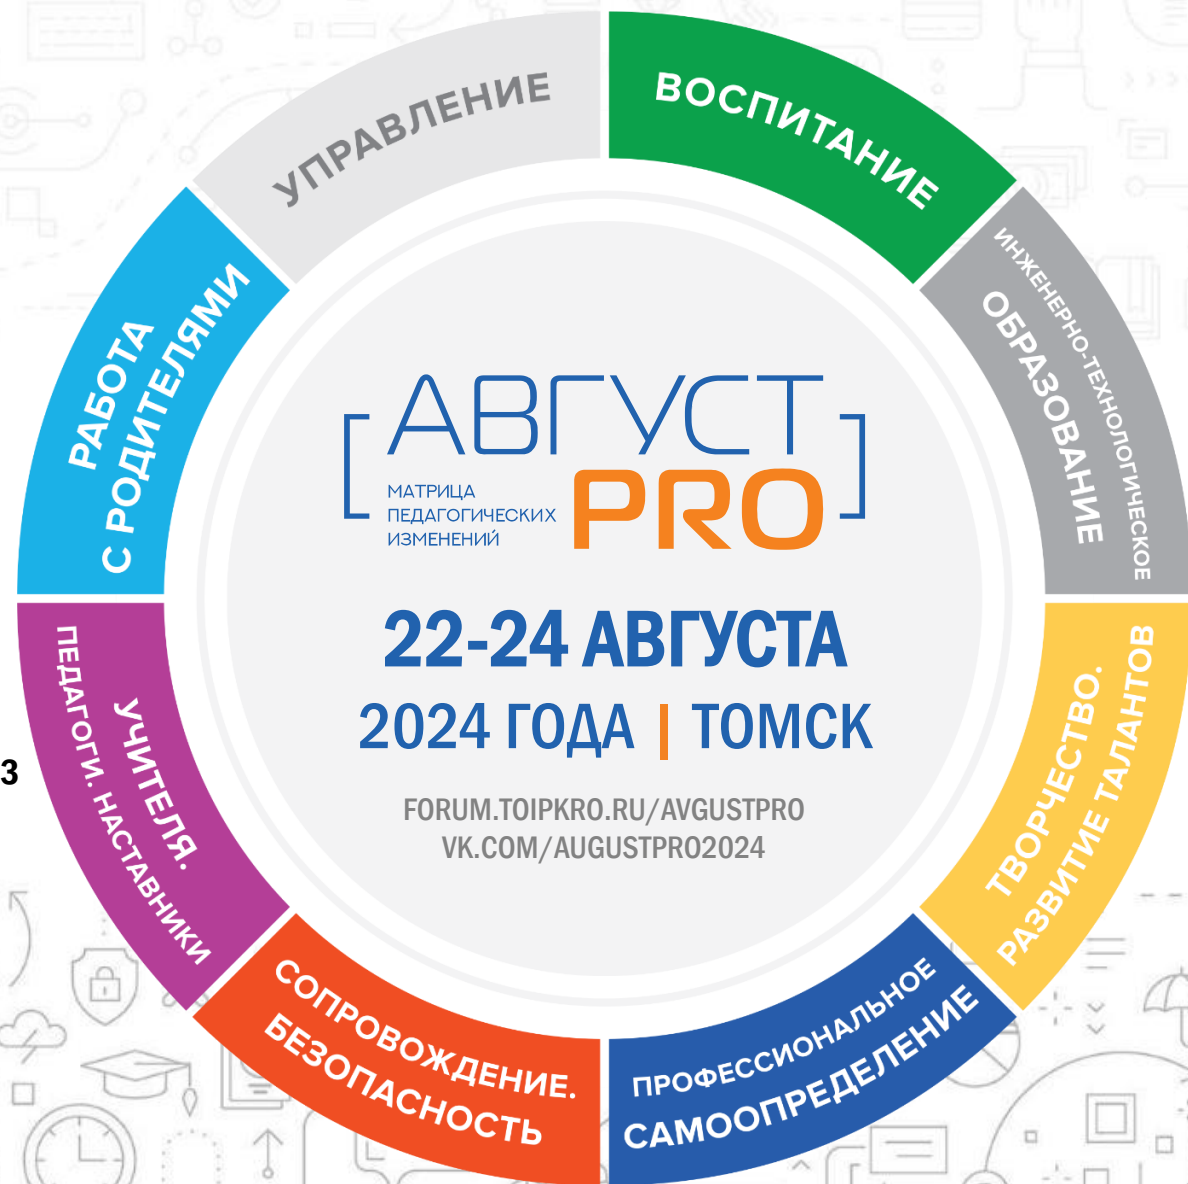 УПРАВЛЕНИЕ
ВОСПИТАНИЕ
ИНЖЕНЕРНО-ТЕХНОЛОГИЧЕСКОЕ
ОБРАЗОВАНИЕ
ТВОРЧЕСТВО.
РАЗВИТИЕ ТАЛАНТОВ
ПРОФЕССИОНАЛЬНОЕ
САМООПРЕДЕЛЕНИЕ
СОПРОВОЖДЕНИЕ.
БЕЗОПАСНОСТЬ
УЧИТЕЛЯ.
ПЕДАГОГИ. НАСТАВНИКИ
РАБОТА
С РОДИТЕЛЯМИ
[АВГУСТ
PRO]
МАТРИЦА
ПЕДАГОГИЧЕСКИХ
ИЗМЕНЕНИЙ
22-24 АВГУСТА
2024 ГОДА | ТОМСК
FORUM.TOIPKRO.RU/AVGUSTPRO
VK.COM/AUGUSTPRO2024
3